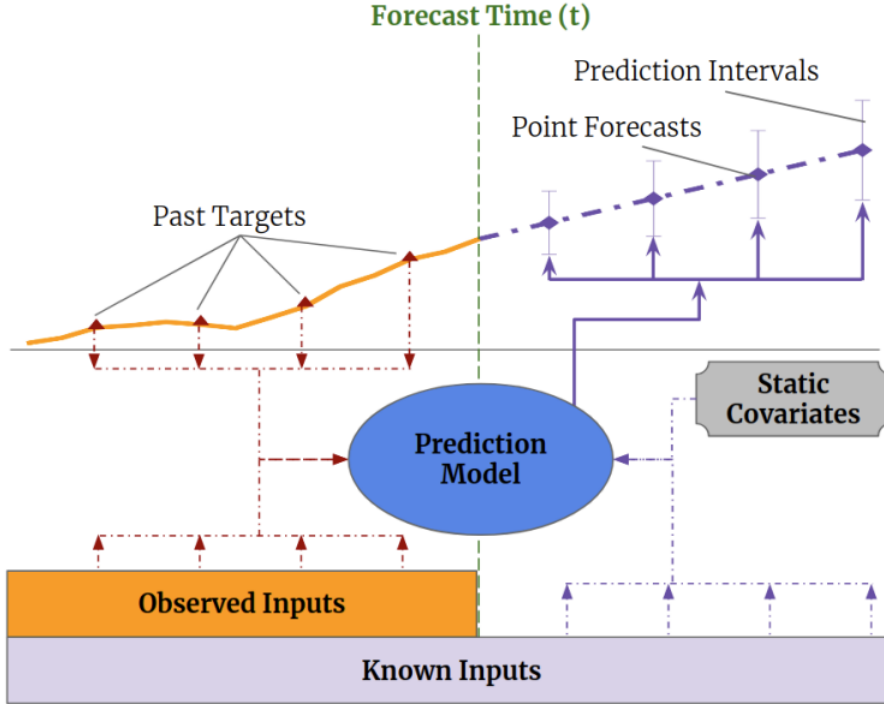 Forecast Time (t)
Prediction Intervals
Point Forecasts
Past Targets
Static
Covariates
Prediction
Model
Observed Inputs
Known Inputs